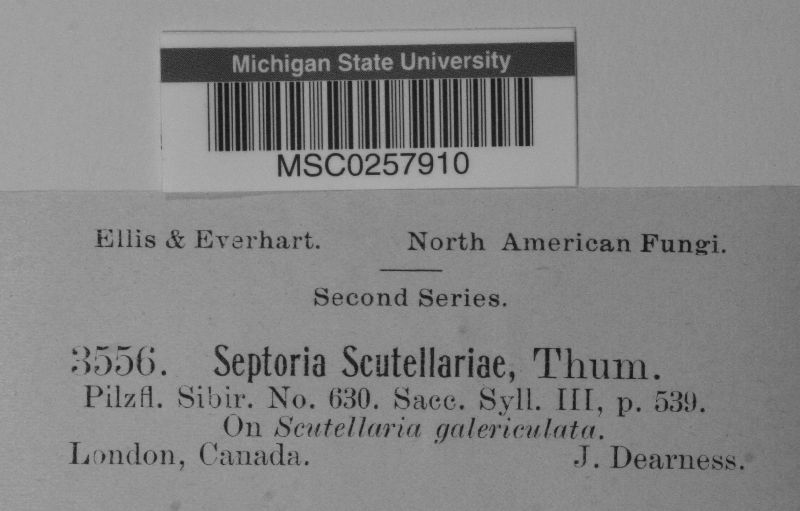 Michigan State University
MSC0257910
Ellis & Everhart. North American Fungi.
Second Series.
3556. Septoria Scutellariae, Thum.
Pilzfl. Sibir. No. 630. Sacc. Syll. III, p. 539.
On Scutellaria galericulata.
London, Canada. J. Dearness.